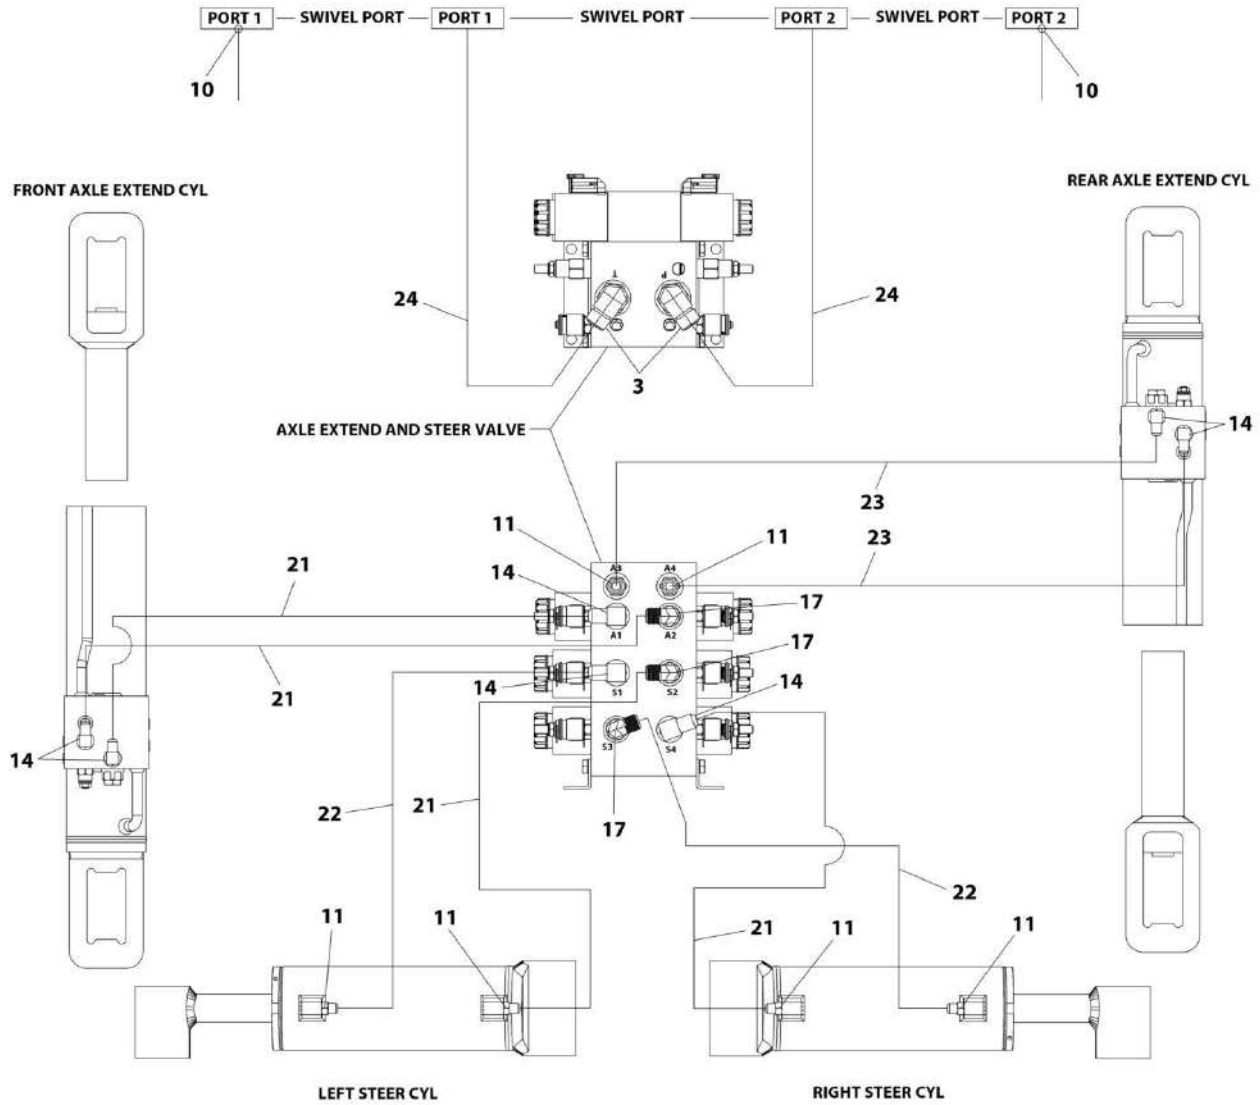 PORT 1 SWIVEL PORT PORT 1 SWIVEL PORT PORT 2 SWIVEL PORT PORT 2
10 10
FRONT AXLE EXTEND CYL
REAR AXLE EXTEND CYL
T P
24 24
3
AXLE EXTEND AND STEER VALVE
14
23
11 11
23
21
A3 A4
14
17
A1 A2
17
21
14 14
S1 S2
S3 S4
14
22 21
17
22
11 11 21 11 11
LEFT STEER CYL RIGHT STEER CYL